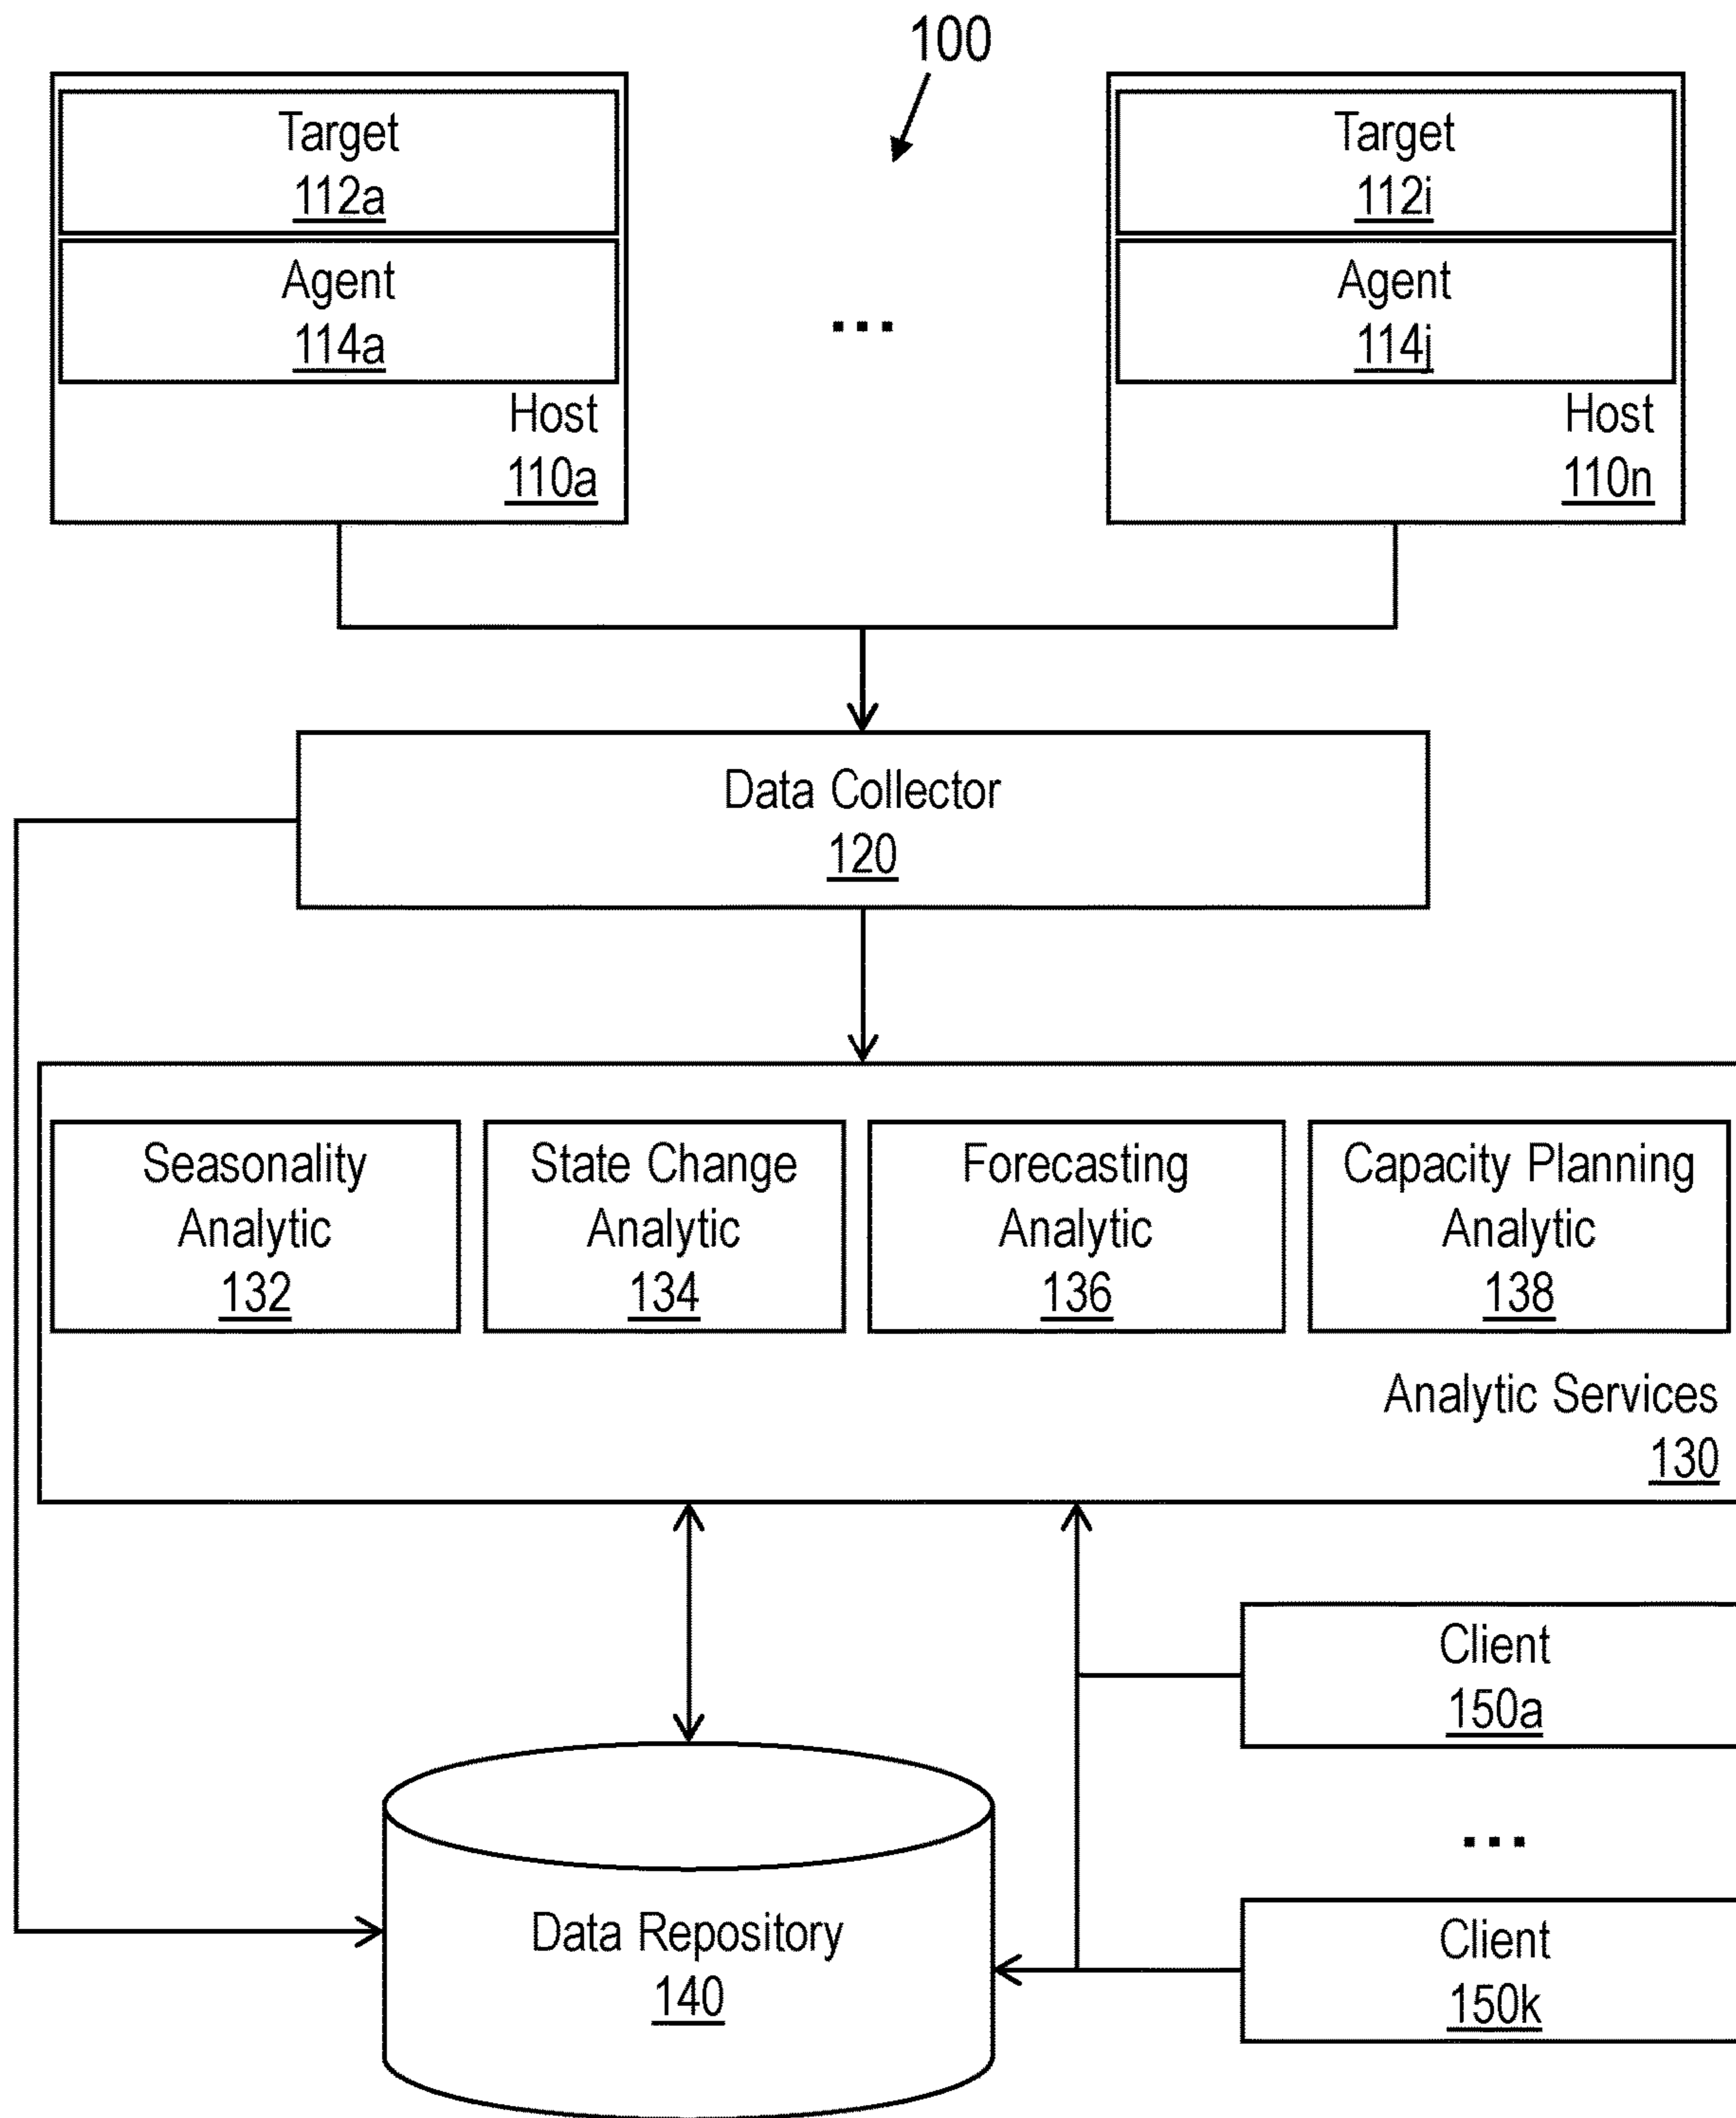 100
Target
112a
Agent
114a
Host
110a
...
Target
112i
Agent
114j
Host
110n
Data Collector
120
Seasonality
Analytic
132
State Change
Analytic
134
Forecasting
Analytic
136
Capacity Planning
Analytic
138
Analytic Services
130
Client
150a
...
Client
150k
Data Repository
140